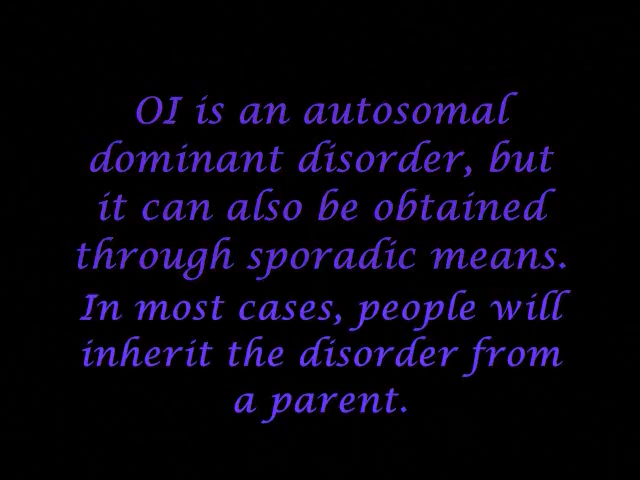 OI is an autosomal
dominant disorder, but
it can also be obtained
through sporadic means.
In most cases, people will
inherit the disorder from
a parent.